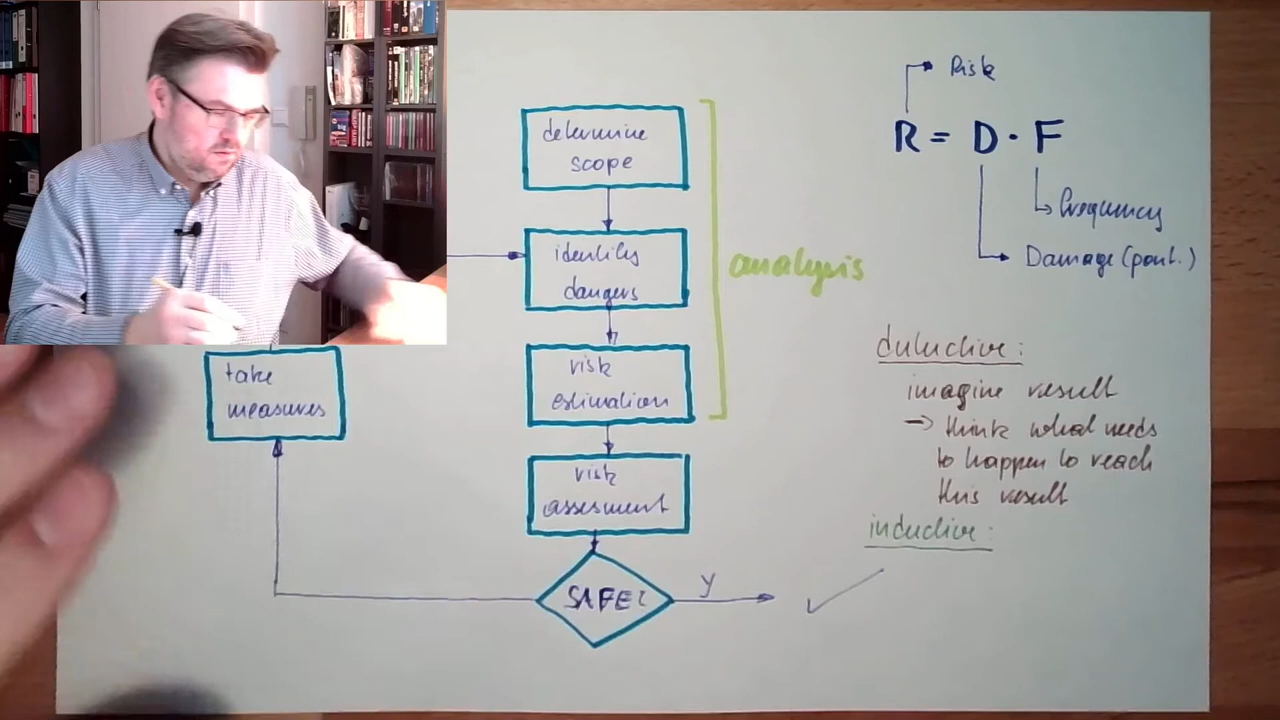 determine
scope
identify
dangers
risk
estimation
risk
assesment
SAFE?
y
take
measures
analysis
Risk
R = D · F
Frequency
Damage (pot.)
deductive:
imagine result
→ think what needs
to happen to reach
this result
inductive: